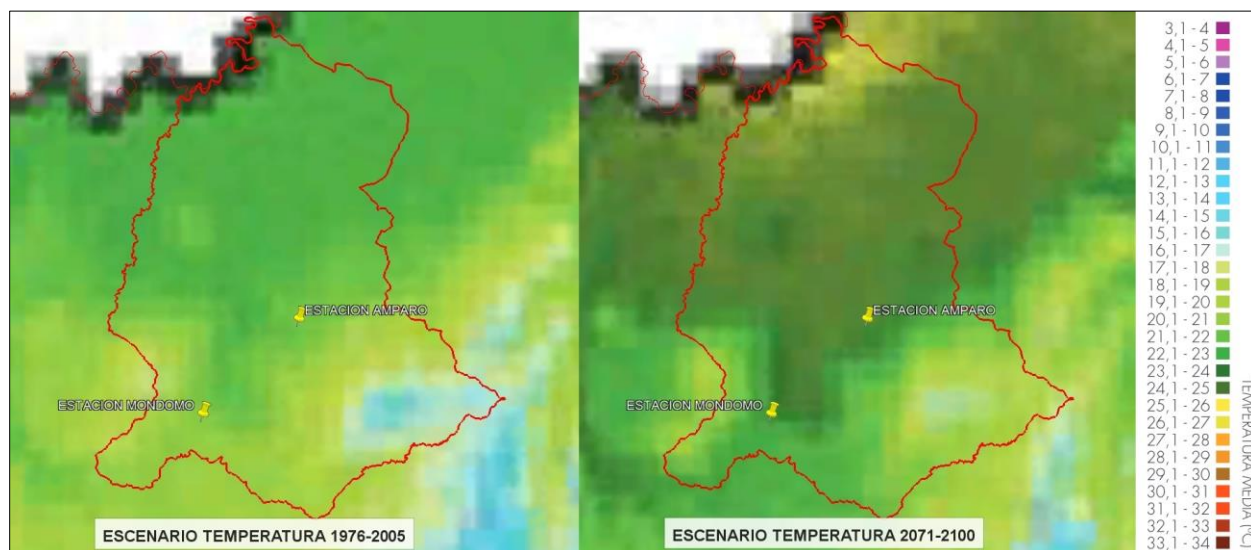 ESTACION AMPARO
ESTACION MONDOMO
ESCENARIO TEMPERATURA 1976-2005
ESTACION AMPARO
ESTACION MONDOMO
ESCENARIO TEMPERATURA 2071-2100
3,1 - 4
4,1 - 5
5,1 - 6
6,1 - 7
7,1 - 8
8,1 - 9
9,1 - 10
10,1 - 11
11,1 - 12
12,1 - 13
13,1 - 14
14,1 - 15
15,1 - 16
16,1 - 17
17,1 - 18
18,1 - 19
19,1 - 20
20,1 - 21
21,1 - 22
22,1 - 23
23,1 - 24
24,1 - 25
25,1 - 26
26,1 - 27
27,1 - 28
28,1 - 29
29,1 - 30
30,1 - 31
31,1 - 32
32,1 - 33
33,1 - 34
TEMPERATURA MEDIA (°C)